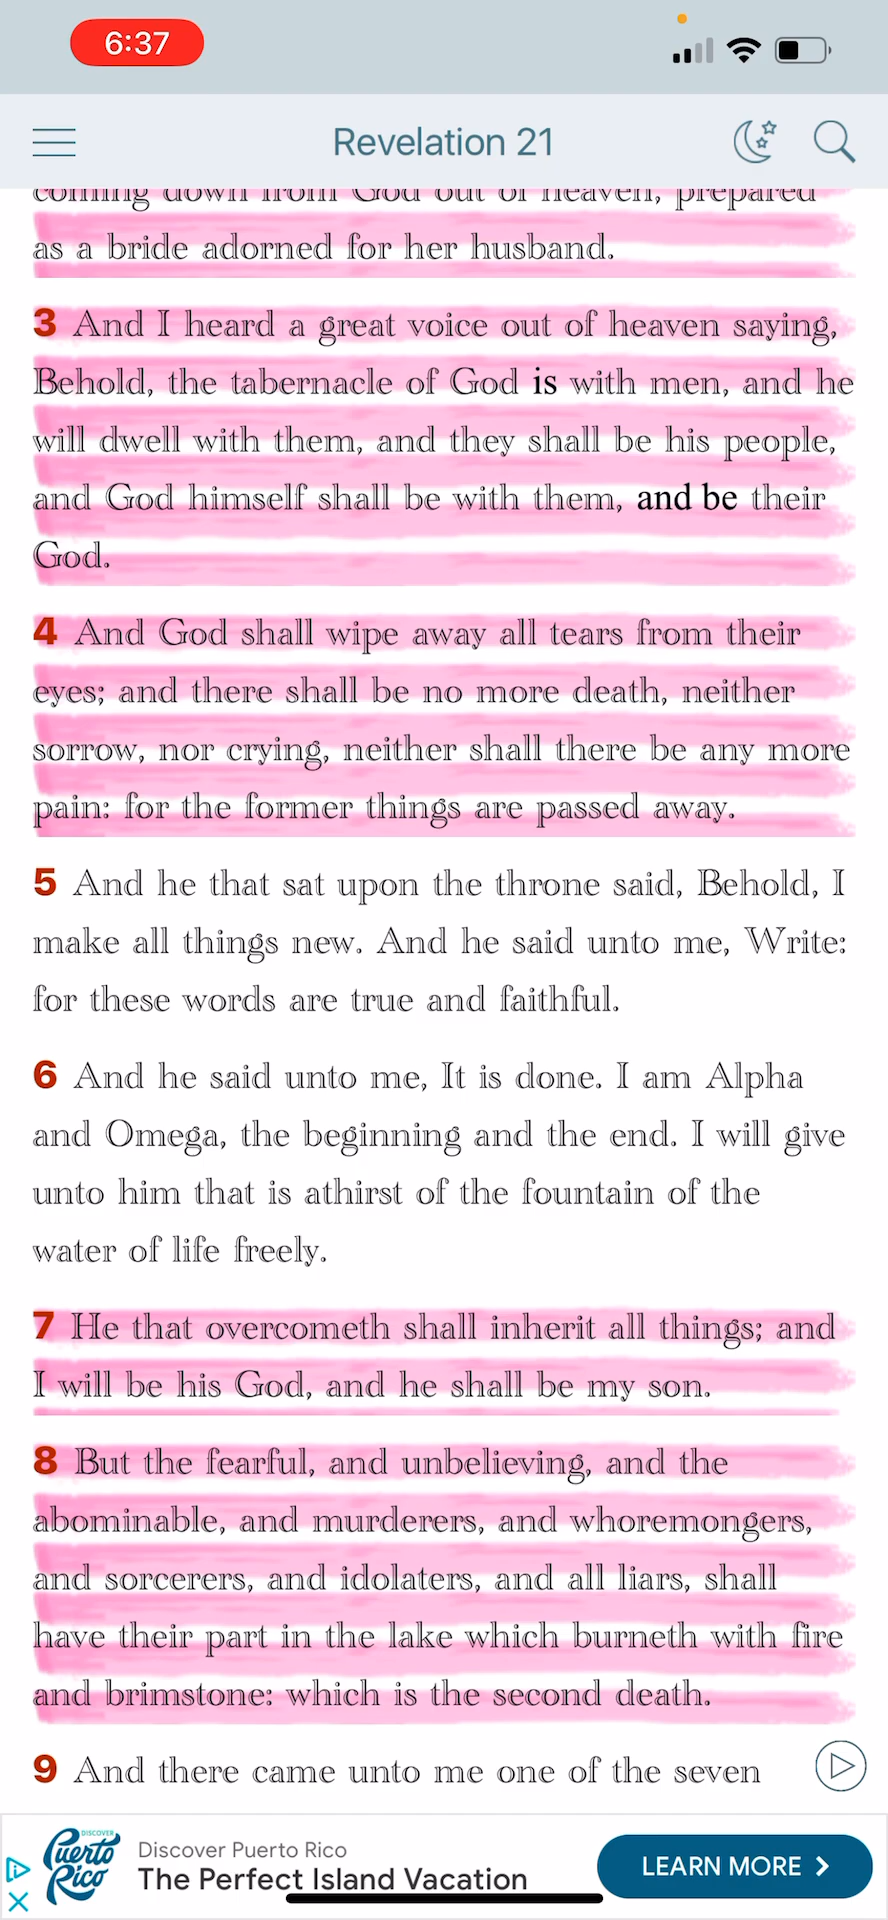 6:37
Revelation 21
coming down from God out of heaven, prepared
as a bride adorned for her husband.
3 And I heard a great voice out of heaven saying,
Behold, the tabernacle of God is with men, and he
will dwell with them, and they shall be his people,
and God himself shall be with them, and be their
God.
4 And God shall wipe away all tears from their
eyes; and there shall be no more death, neither
sorrow, nor crying, neither shall there be any more
pain: for the former things are passed away.
5 And he that sat upon the throne said, Behold, I
make all things new. And he said unto me, Write:
for these words are true and faithful.
6 And he said unto me, It is done. I am Alpha
and Omega, the beginning and the end. I will give
unto him that is athirst of the fountain of the
water of life freely.
7 He that overcometh shall inherit all things; and
I will be his God, and he shall be my son.
8 But the fearful, and unbelieving, and the
abominable, and murderers, and whoremongers,
and sorcerers, and idolaters, and all liars, shall
have their part in the lake which burneth with fire
and brimstone: which is the second death.
9 And there came unto me one of the seven
DISCOVER
Puerto
Rico
Discover Puerto Rico
The Perfect Island Vacation
LEARN MORE